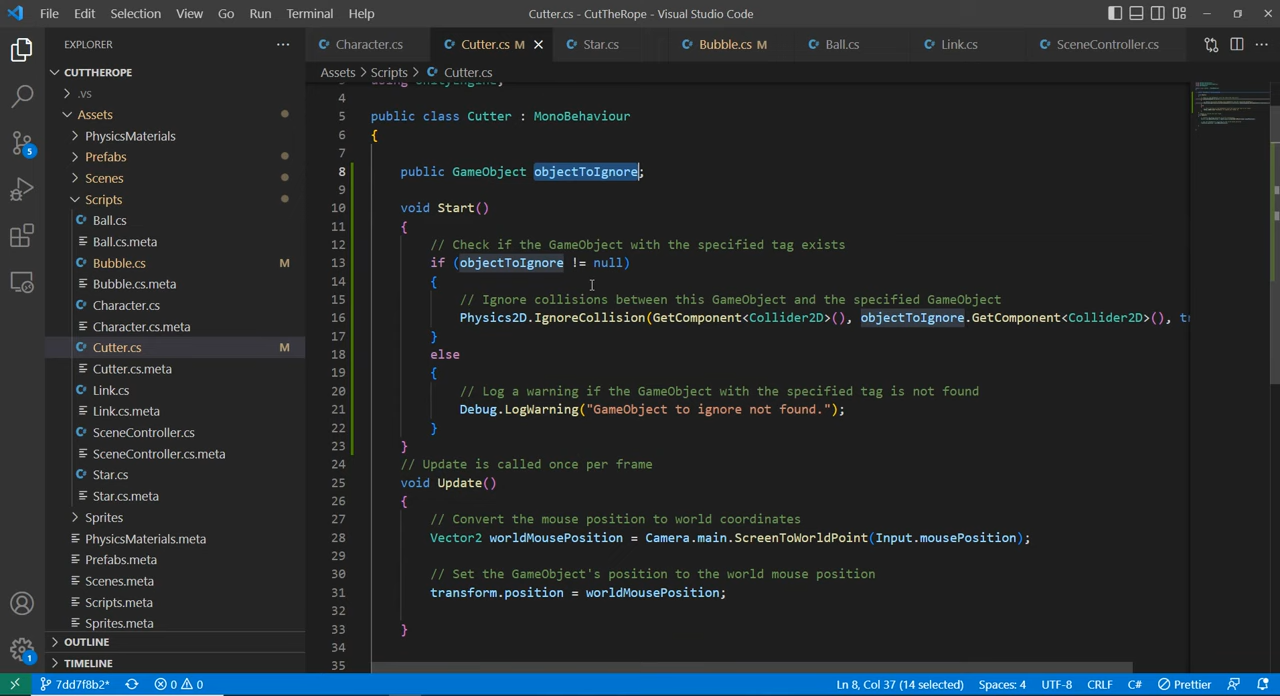 File Edit Selection View Go Run Terminal Help
Cutter.cs - CutTheRope - Visual Studio Code
EXPLORER
Character.cs
Cutter.cs M
Star.cs
Bubble.cs M
Ball.cs
Link.cs
SceneController.cs
CUTTHEROPE
.vs
Assets
PhysicsMaterials
Prefabs
Scenes
Scripts
Ball.cs
Ball.cs.meta
Bubble.cs M
Bubble.cs.meta
Character.cs
Character.cs.meta
Cutter.cs M
Cutter.cs.meta
Link.cs
Link.cs.meta
SceneController.cs
SceneController.cs.meta
Star.cs
Star.cs.meta
Sprites
PhysicsMaterials.meta
Prefabs.meta
Scenes.meta
Scripts.meta
Sprites.meta
OUTLINE
TIMELINE
5
1
Assets > Scripts > Cutter.cs
4
5 public class Cutter : MonoBehaviour
6 {
7
8 public GameObject objectToIgnore;
9
10 void Start()
11 {
12 // Check if the GameObject with the specified tag exists
13 if (objectToIgnore != null)
14 {
15 // Ignore collisions between this GameObject and the specified GameObject
16 Physics2D.IgnoreCollision(GetComponent<Collider2D>(), objectToIgnore.GetComponent<Collider2D>(), tr
17 }
18 else
19 {
20 // Log a warning if the GameObject with the specified tag is not found
21 Debug.LogWarning("GameObject to ignore not found.");
22 }
23 }
24 // Update is called once per frame
25 void Update()
26 {
27 // Convert the mouse position to world coordinates
28 Vector2 worldMousePosition = Camera.main.ScreenToWorldPoint(Input.mousePosition);
29
30 // Set the GameObject's position to the world mouse position
31 transform.position = worldMousePosition;
32
33 }
34
35
7dd7f8b2* 0 0 Ln 8, Col 37 (14 selected) Spaces: 4 UTF-8 CRLF C# Prettier